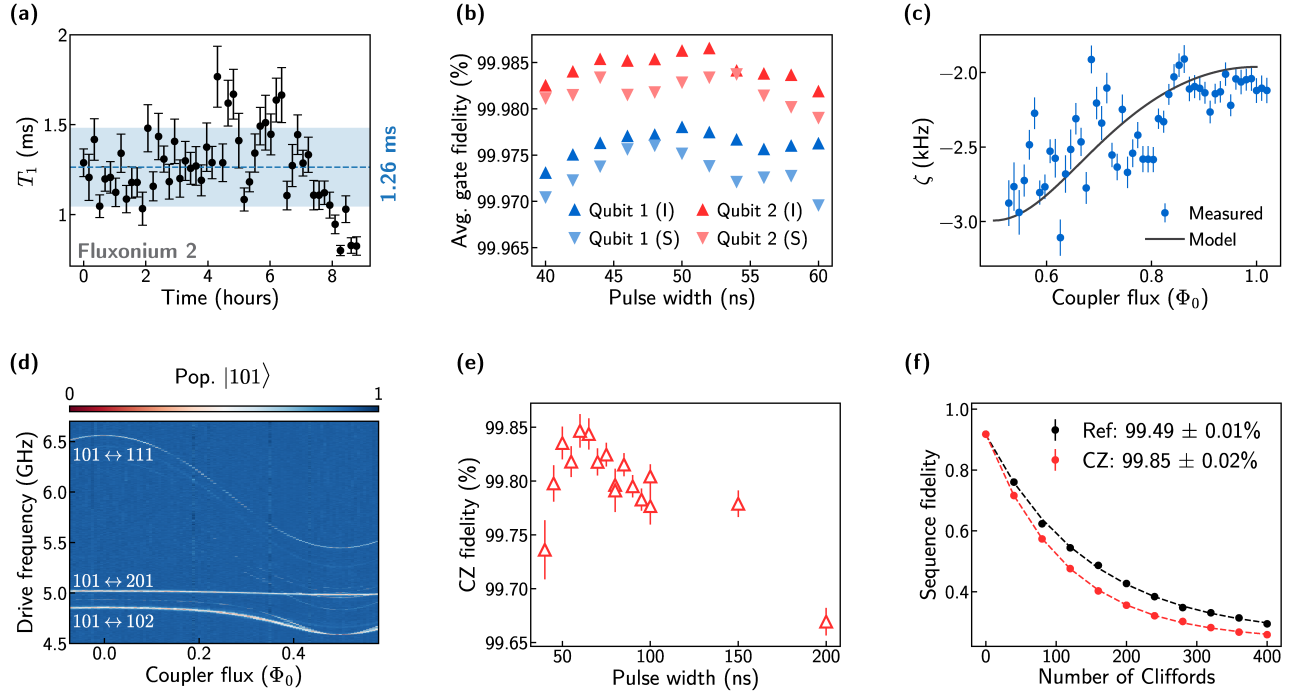 (a)
2
1.5
1
T₁ (ms)
1.26 ms
Fluxonium 2
0 2 4 6 8
Time (hours)
(b)
99.985
99.980
99.975
99.970
99.965
Avg. gate fidelity (%)
Qubit 1 (I) Qubit 2 (I)
Qubit 1 (S) Qubit 2 (S)
40 45 50 55 60
Pulse width (ns)
(c)
−2.0
−2.5
−3.0
ζ (kHz)
Measured
Model
0.6 0.8 1.0
Coupler flux (Φ₀)
(d)
Pop. |101⟩
0 1
6.5
6.0
5.5
5.0
4.5
Drive frequency (GHz)
101↔111
101↔201
101↔102
0.0 0.2 0.4
Coupler flux (Φ₀)
(e)
99.85
99.80
99.75
99.70
99.65
CZ fidelity (%)
50 100 150 200
Pulse width (ns)
(f)
1.0
0.8
0.6
0.4
Sequence fidelity
Ref: 99.49 ± 0.01%
CZ: 99.85 ± 0.02%
0 100 200 300 400
Number of Cliffords